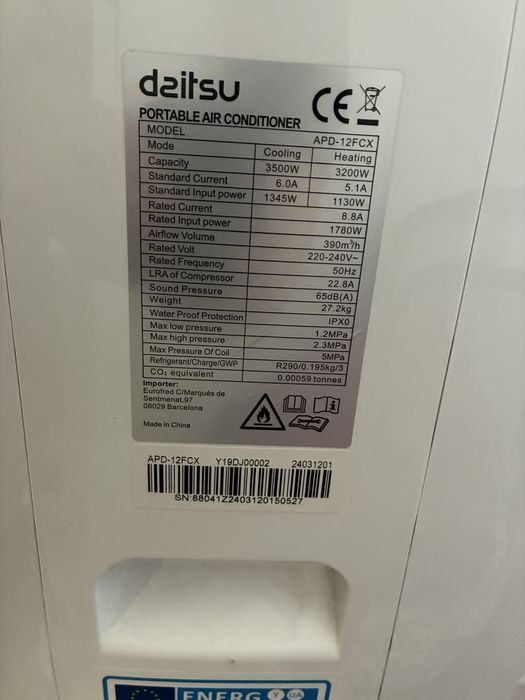 daitsu
CE
PORTABLE AIR CONDITIONER
MODEL APD-12FCX
Mode Cooling Heating
Capacity 3500W 3200W
Standard Current 6.0A 5.1A
Standard Input power 1345W 1130W
Rated Current 8.8A
Rated Input power 1780W
Airflow Volume 390m³/h
Rated Volt 220-240V~
Rated Frequency 50Hz
LRA of Compressor 22.8A
Sound Pressure 65dB(A)
Weight 27.2kg
Water Proof Protection IPX0
Max low pressure 1.2MPa
Max high pressure 2.3MPa
Max Pressure Of Coil 5MPa
Refrigerant/Charge/GWP R290/0.195kg/3
CO₂ equivalent 0.00059 tonnes
Importer:
Eurofred C/Marqués de
Sentmenat,97
08029 Barcelona
Made in China
APD-12FCX Y19DJ00002 24031201
SN:88041Z2403120150527
ENERG Y IJA